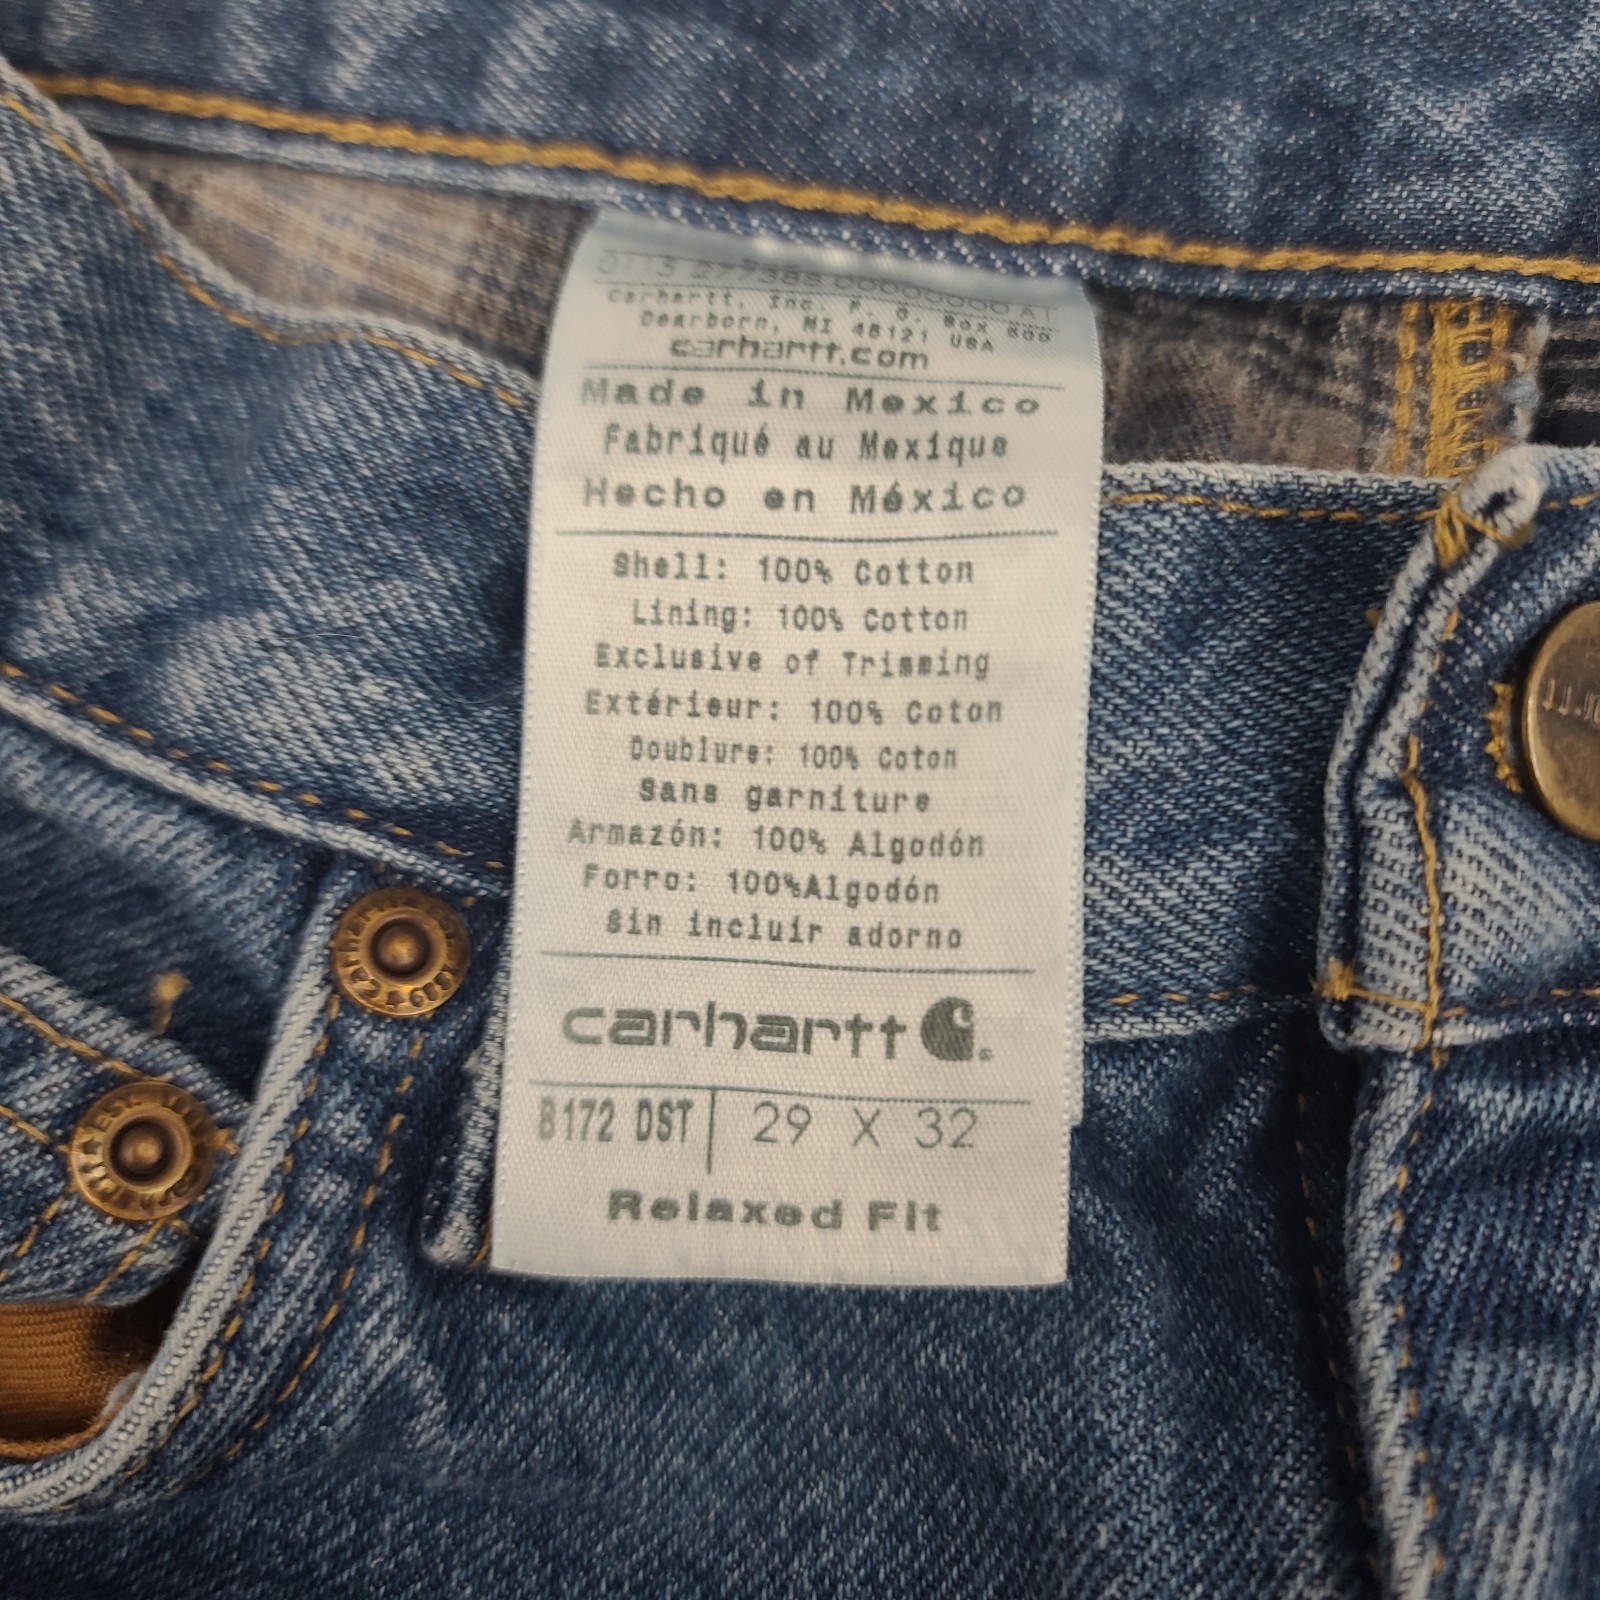 0115 277385 00000000 A1
Carhartt, Inc. P. O. Box 600
Dearborn, MI 48121 USA
carhartt.com
Made in Mexico
Fabriqué au Mexique
Hecho en México
Shell: 100% Cotton
Lining: 100% Cotton
Exclusive of Trimming
Extérieur: 100% Coton
Doublure: 100% Coton
Sans garniture
Armazón: 100% Algodón
Forro: 100%Algodón
Sin incluir adorno
carhartt
B172 DST 29 X 32
Relaxed Fit